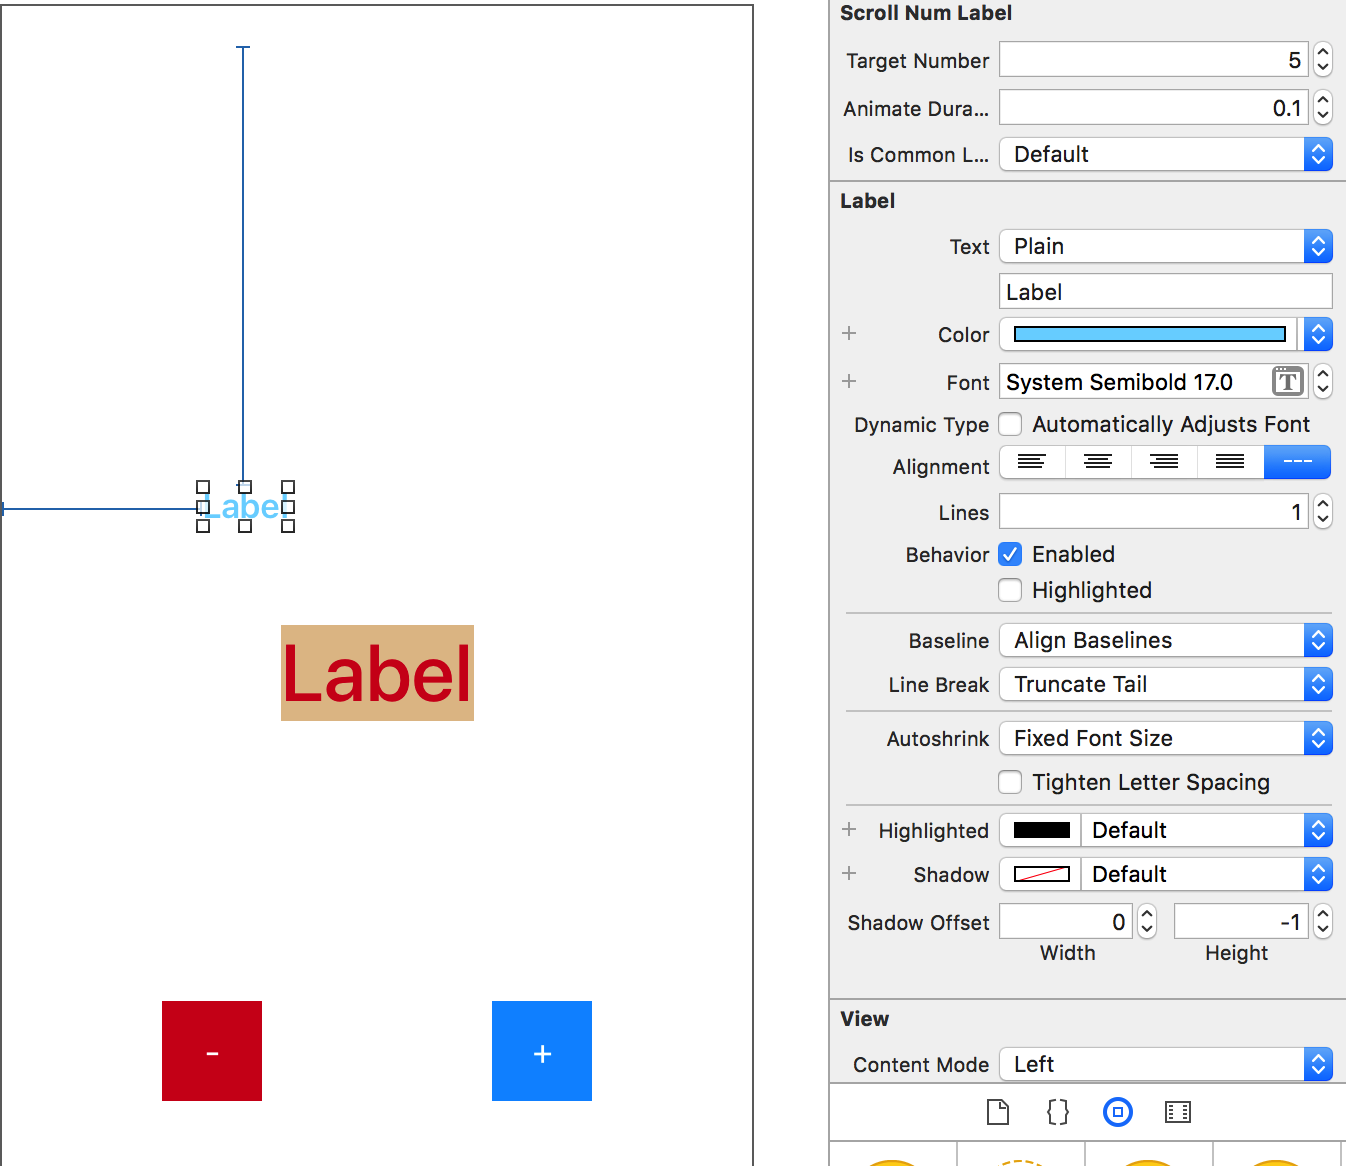 Label
Label
-
+
Scroll Num Label
Target Number 5
Animate Dura... 0.1
Is Common L... Default
Label
Text Plain
Label
Color
Font System Semibold 17.0 T
Dynamic Type Automatically Adjusts Font
Alignment
Lines 1
Behavior Enabled
Highlighted
Baseline Align Baselines
Line Break Truncate Tail
Autoshrink Fixed Font Size
Tighten Letter Spacing
Highlighted Default
Shadow Default
Shadow Offset 0 -1
Width Height
View
Content Mode Left